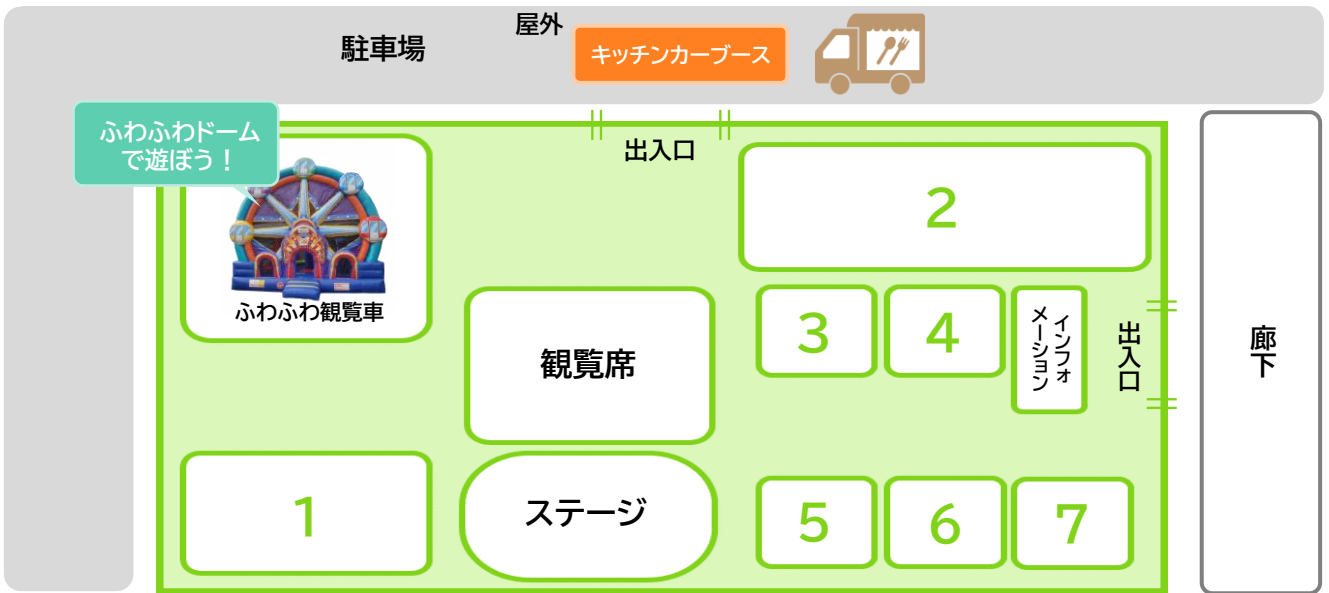 屋外
駐車場
キッチンカーブース
ふわふわドーム
で遊ぼう！
出入口
2
ふわふわ観覧車
観覧席
3
4
インフォ
メーション
出入口
廊下
1
ステージ
5
6
7